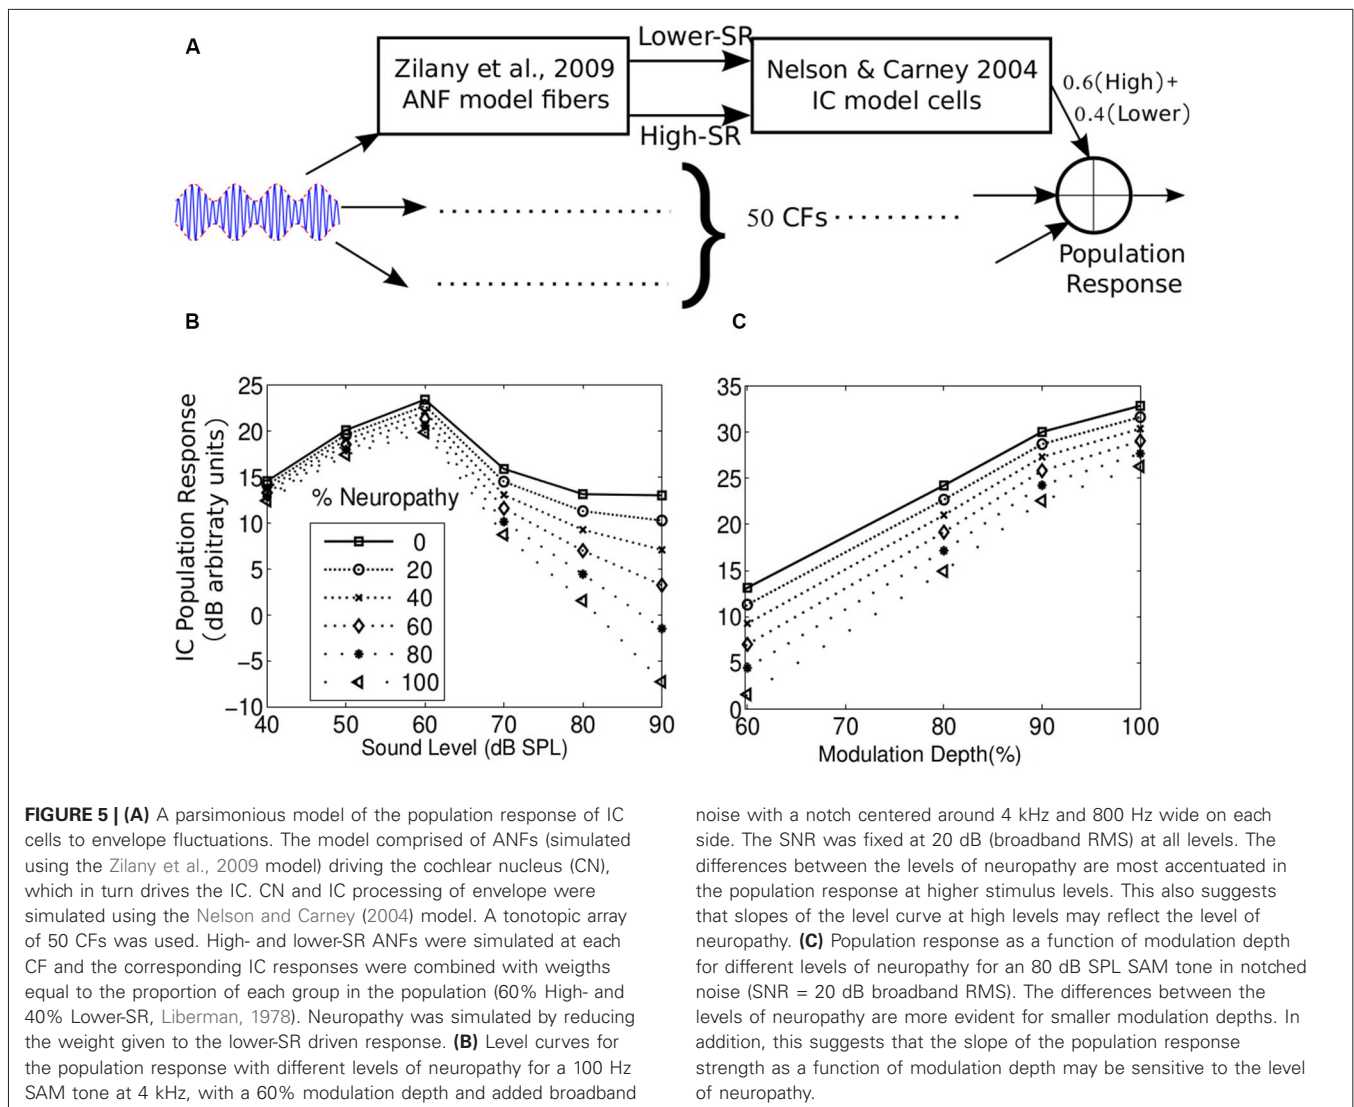 A
Zilany et al., 2009
ANF model fibers
Lower-SR
High-SR
Nelson & Carney 2004
IC model cells
0.6(High)+
0.4(Lower)
50 CFs
Population
Response
B
IC Population Response
(dB arbitraty units)
25
20
15
10
5
0
−5
−10
% Neuropathy
0
20
40
60
80
100
40 50 60 70 80 90
Sound Level (dB SPL)
C
35
30
25
20
15
10
5
0
60 70 80 90 100
Modulation Depth(%)
FIGURE 5 | (A) A parsimonious model of the population response of IC
cells to envelope fluctuations. The model comprised of ANFs (simulated
using the Zilany et al., 2009 model) driving the cochlear nucleus (CN),
which in turn drives the IC. CN and IC processing of envelope were
simulated using the Nelson and Carney (2004) model. A tonotopic array
of 50 CFs was used. High- and lower-SR ANFs were simulated at each
CF and the corresponding IC responses were combined with weigths
equal to the proportion of each group in the population (60% High- and
40% Lower-SR, Liberman, 1978). Neuropathy was simulated by reducing
the weight given to the lower-SR driven response. (B) Level curves for
the population response with different levels of neuropathy for a 100 Hz
SAM tone at 4 kHz, with a 60% modulation depth and added broadband
noise with a notch centered around 4 kHz and 800 Hz wide on each
side. The SNR was fixed at 20 dB (broadband RMS) at all levels. The
differences between the levels of neuropathy are most accentuated in
the population response at higher stimulus levels. This also suggests
that slopes of the level curve at high levels may reflect the level of
neuropathy. (C) Population response as a function of modulation depth
for different levels of neuropathy for an 80 dB SPL SAM tone in notched
noise (SNR = 20 dB broadband RMS). The differences between the
levels of neuropathy are more evident for smaller modulation depths. In
addition, this suggests that the slope of the population response
strength as a function of modulation depth may be sensitive to the level
of neuropathy.